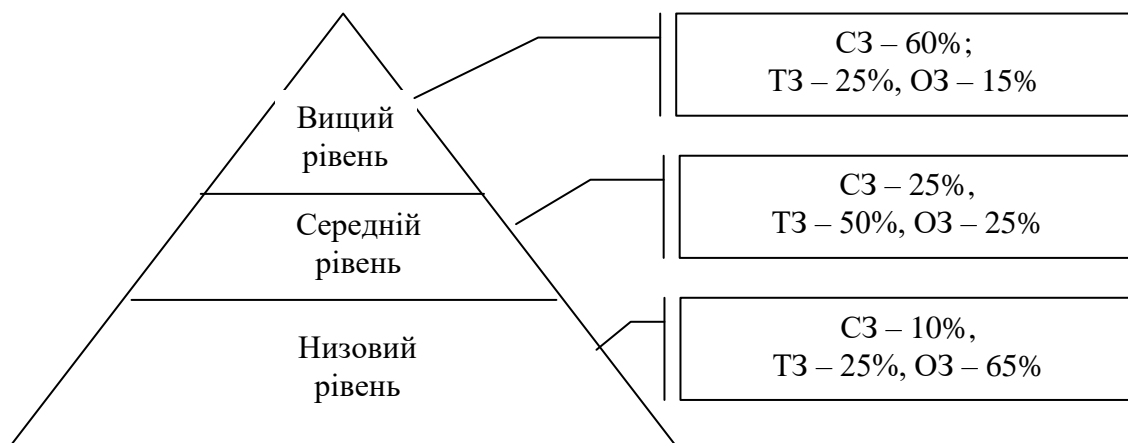 СЗ – 60%;
ТЗ – 25%, ОЗ – 15%
Вищий
рівень
СЗ – 25%,
ТЗ – 50%, ОЗ – 25%
Середній
рівень
СЗ – 10%,
ТЗ – 25%, ОЗ – 65%
Низовий
рівень